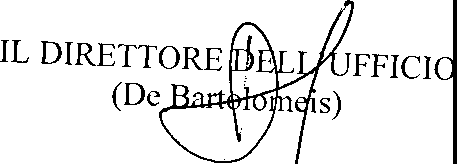 IL DIRETTORE DELL'UFFICIO
(De Bartolomeis)